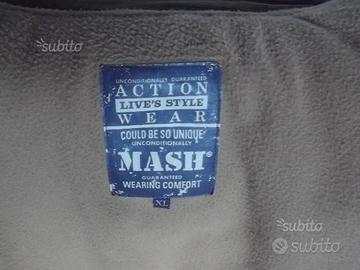 subito
subito
UNCONDITIONALLY GUARANTEED
ACTION
LIVE'S STYLE
WEAR
COULD BE SO UNIQUE
UNCONDITIONALLY
MASH®
GUARANTEED
WEARING COMFORT
XL
subito
subito